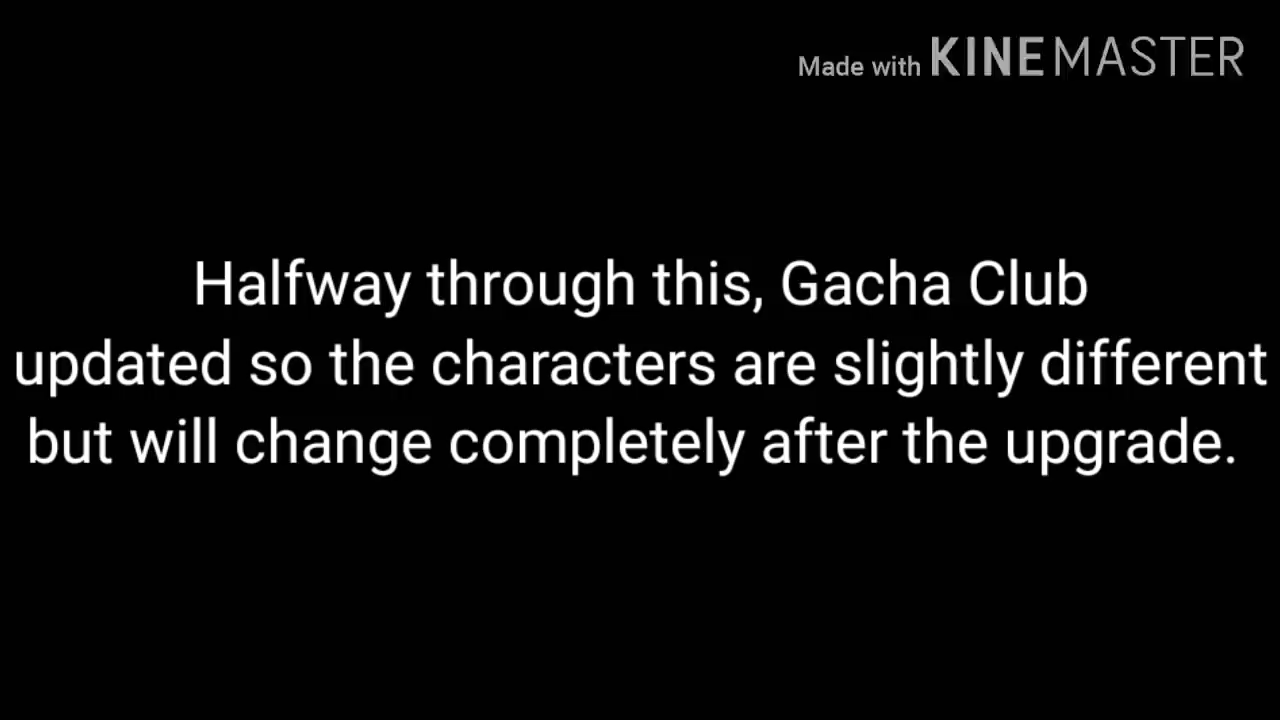 Made with KINEMASTER
Halfway through this, Gacha Club
updated so the characters are slightly different
but will change completely after the upgrade.